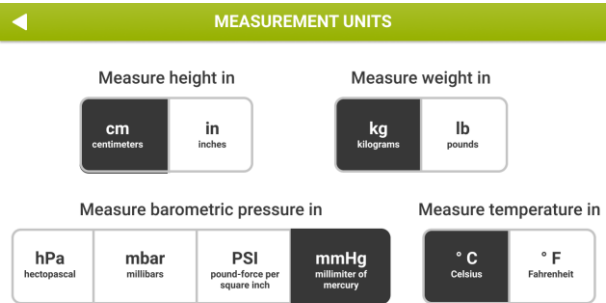 MEASUREMENT UNITS
Measure height in
cm
centimeters
in
inches
Measure weight in
kg
kilograms
lb
pounds
Measure barometric pressure in
hPa
hectopascal
mbar
millibars
PSI
pound-force per
square inch
mmHg
millimiter of
mercury
Measure temperature in
° C
Celsius
° F
Fahrenheit